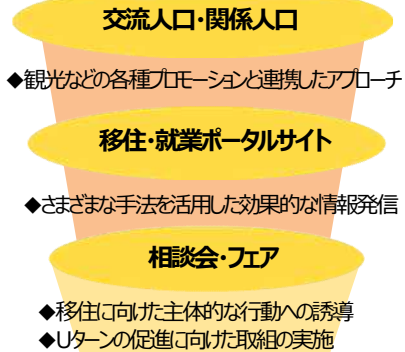 交流人口・関係人口
◆観光などの各種プロモーションと連携したアプローチ
移住・就業ポータルサイト
◆さまざまな手法を活用した効果的な情報発信
相談会・フェア
◆移住に向けた主体的な行動への誘導
◆Uターンの促進に向けた取組の実施